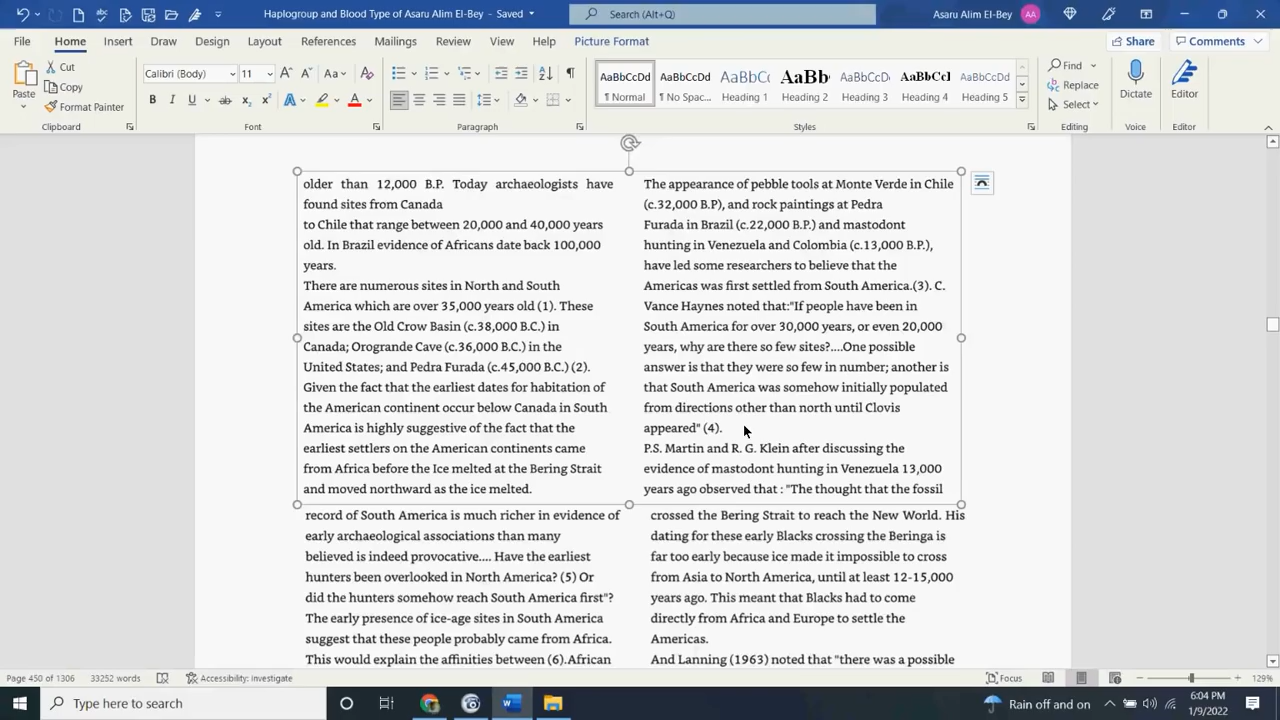 Haplogroup and Blood Type of Asaru Alim El-Bey - Saved
Search (Alt+Q)
Asaru Alim El-Bey
AA
File Home Insert Draw Design Layout References Mailings Review View Help Picture Format
Share Comments
Paste
Cut
Copy
Format Painter
Clipboard
Calibri (Body) 11
Font
Paragraph
AaBbCcDd AaBbCcDd AaBbCc AaBb AaBbCcDd AaBbCcI AaBbCcDd
¶ Normal ¶ No Spac... Heading 1 Heading 2 Heading 3 Heading 4 Heading 5
Styles
Find
Replace
Select
Editing
Dictate
Voice
Editor
Editor
older than 12,000 B.P. Today archaeologists have
found sites from Canada
to Chile that range between 20,000 and 40,000 years
old. In Brazil evidence of Africans date back 100,000
years.
There are numerous sites in North and South
America which are over 35,000 years old (1). These
sites are the Old Crow Basin (c.38,000 B.C.) in
Canada; Orogrande Cave (c.36,000 B.C.) in the
United States; and Pedra Furada (c.45,000 B.C.) (2).
Given the fact that the earliest dates for habitation of
the American continent occur below Canada in South
America is highly suggestive of the fact that the
earliest settlers on the American continents came
from Africa before the Ice melted at the Bering Strait
and moved northward as the ice melted.
The appearance of pebble tools at Monte Verde in Chile
(c.32,000 B.P), and rock paintings at Pedra
Furada in Brazil (c.22,000 B.P.) and mastodont
hunting in Venezuela and Colombia (c.13,000 B.P.),
have led some researchers to believe that the
Americas was first settled from South America.(3). C.
Vance Haynes noted that:"If people have been in
South America for over 30,000 years, or even 20,000
years, why are there so few sites?....One possible
answer is that they were so few in number; another is
that South America was somehow initially populated
from directions other than north until Clovis
appeared" (4).
P.S. Martin and R. G. Klein after discussing the
evidence of mastodont hunting in Venezuela 13,000
years ago observed that : "The thought that the fossil
record of South America is much richer in evidence of
early archaeological associations than many
believed is indeed provocative.... Have the earliest
hunters been overlooked in North America? (5) Or
did the hunters somehow reach South America first"?
The early presence of ice-age sites in South America
suggest that these people probably came from Africa.
This would explain the affinities between (6).African
crossed the Bering Strait to reach the New World. His
dating for these early Blacks crossing the Beringa is
far too early because ice made it impossible to cross
from Asia to North America, until at least 12-15,000
years ago. This meant that Blacks had to come
directly from Africa and Europe to settle the
Americas.
And Lanning (1963) noted that "there was a possible
Page 450 of 1306 33252 words Accessibility: investigate
Focus
129%
Type here to search
Rain off and on
6:04 PM
1/9/2022